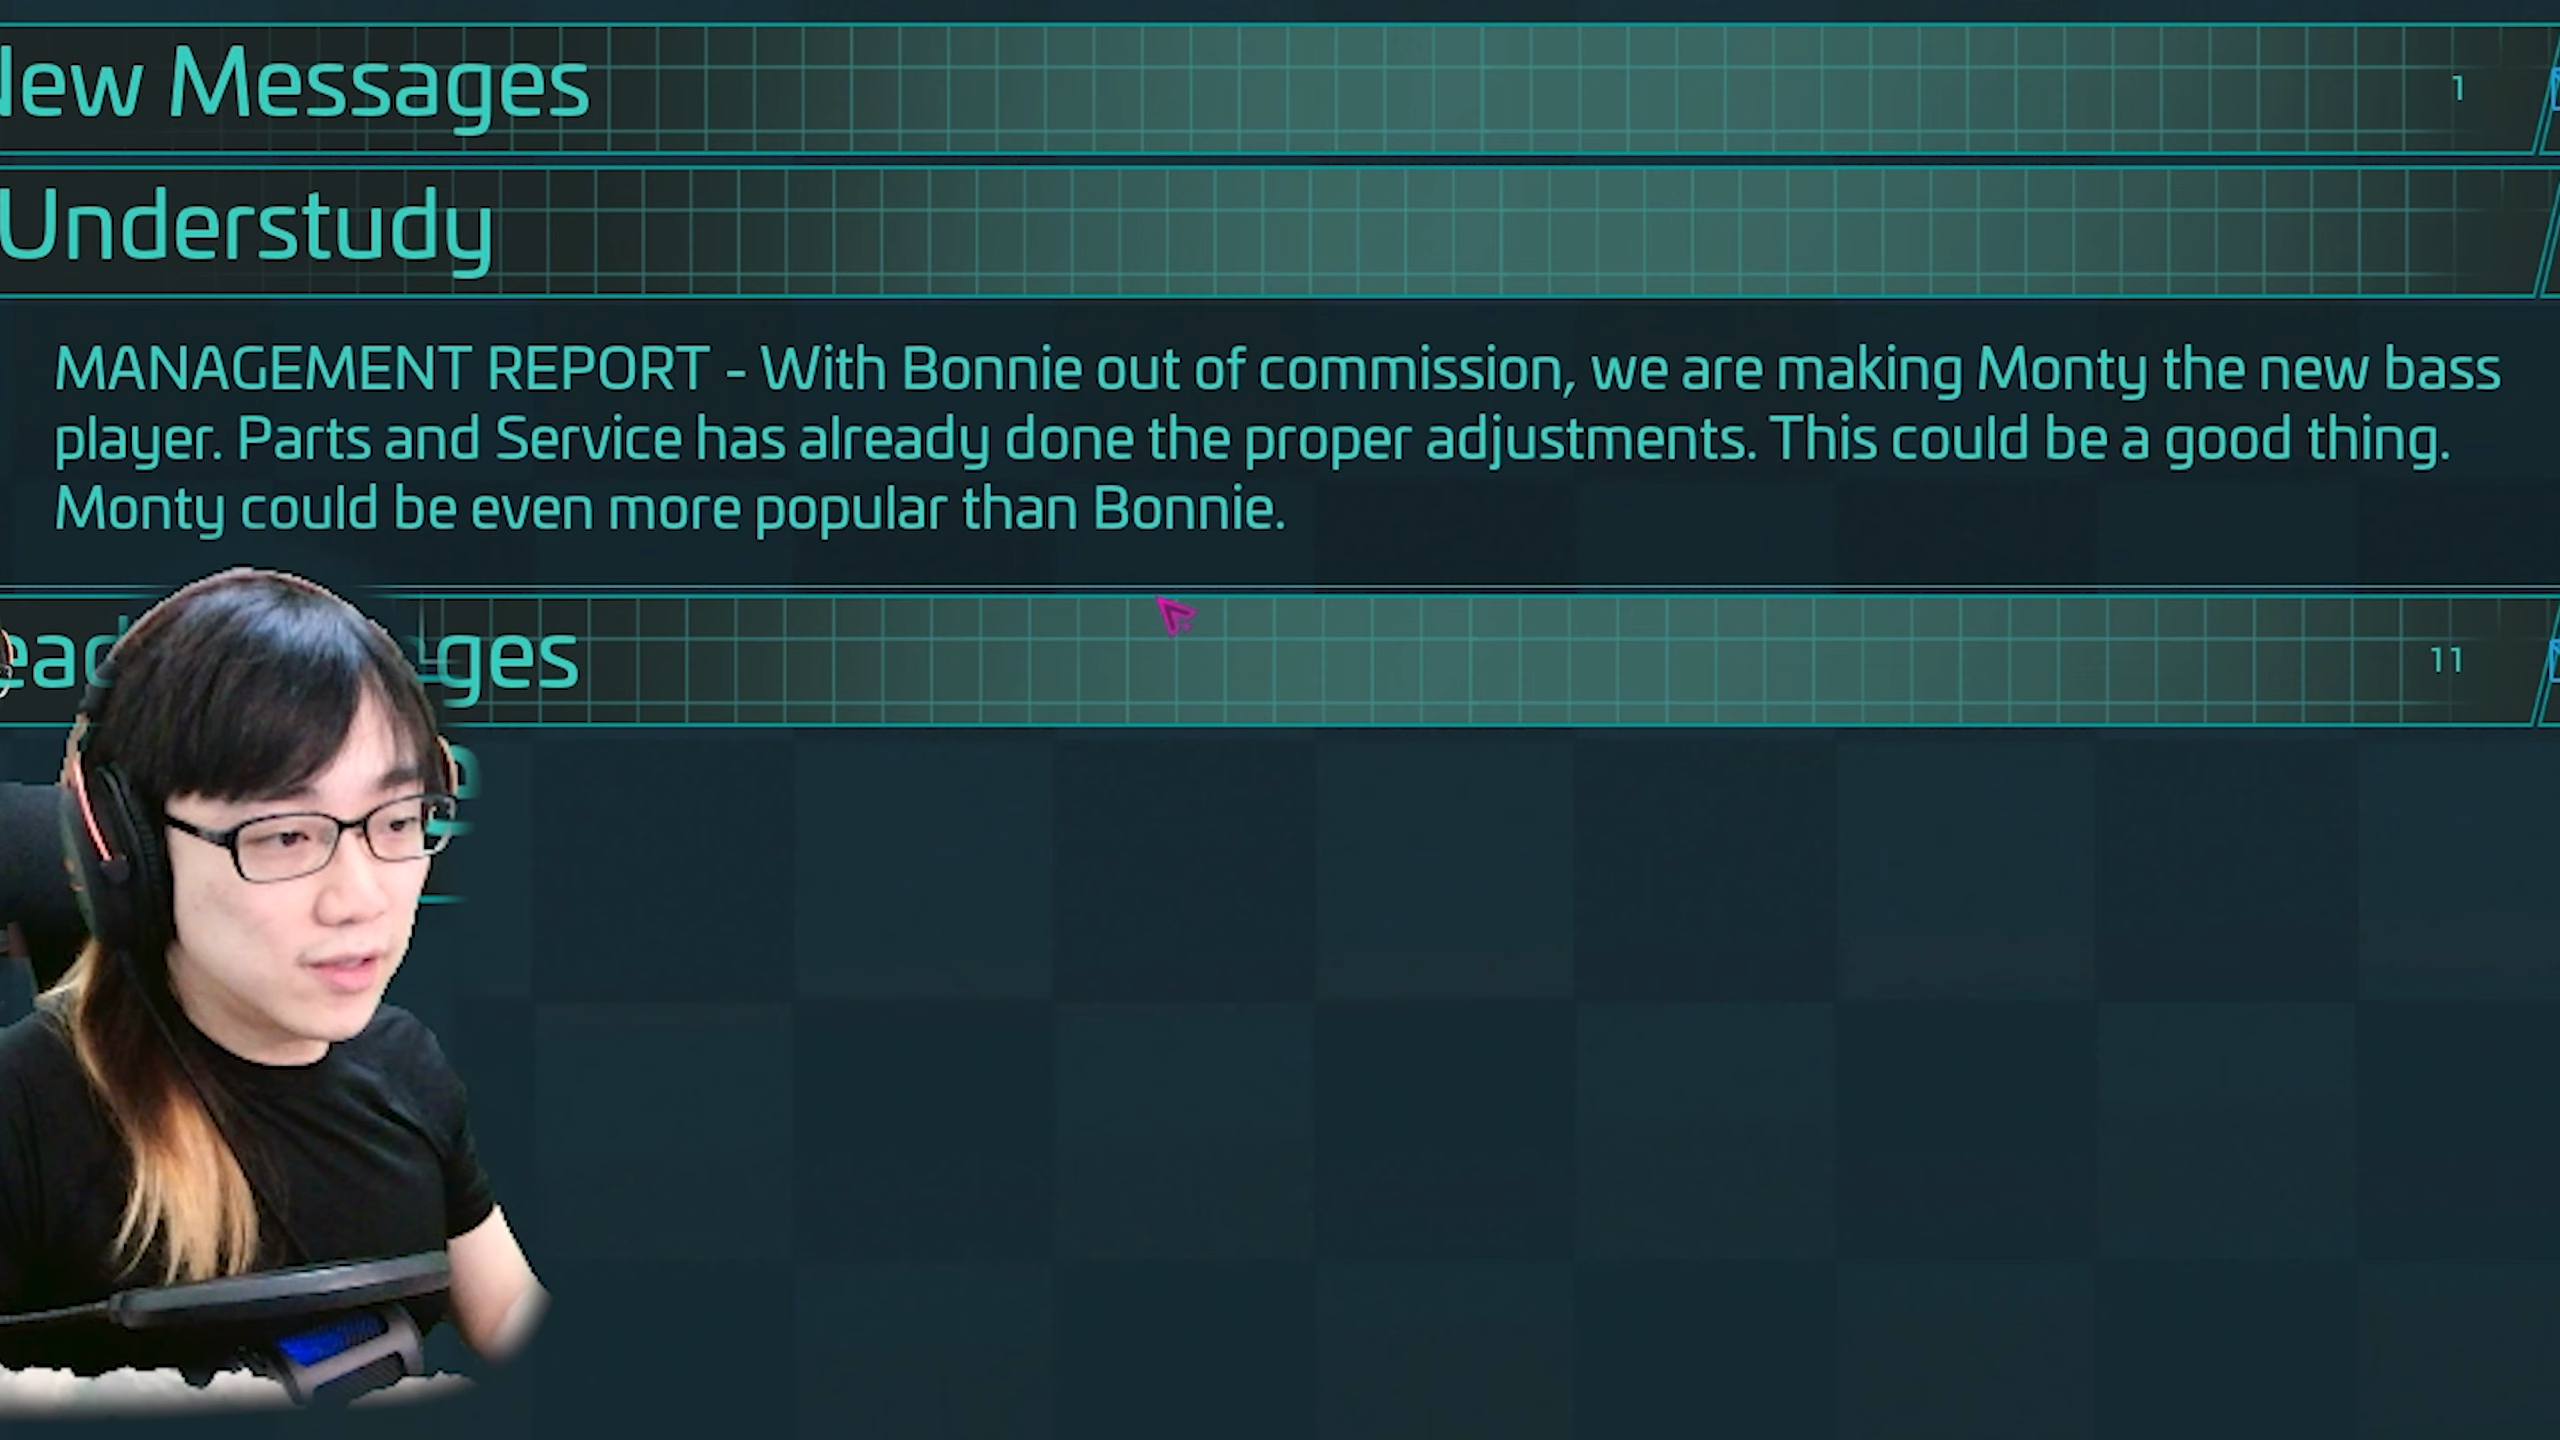 New Messages
1
Understudy
MANAGEMENT REPORT - With Bonnie out of commission, we are making Monty the new bass
player. Parts and Service has already done the proper adjustments. This could be a good thing.
Monty could be even more popular than Bonnie.
11